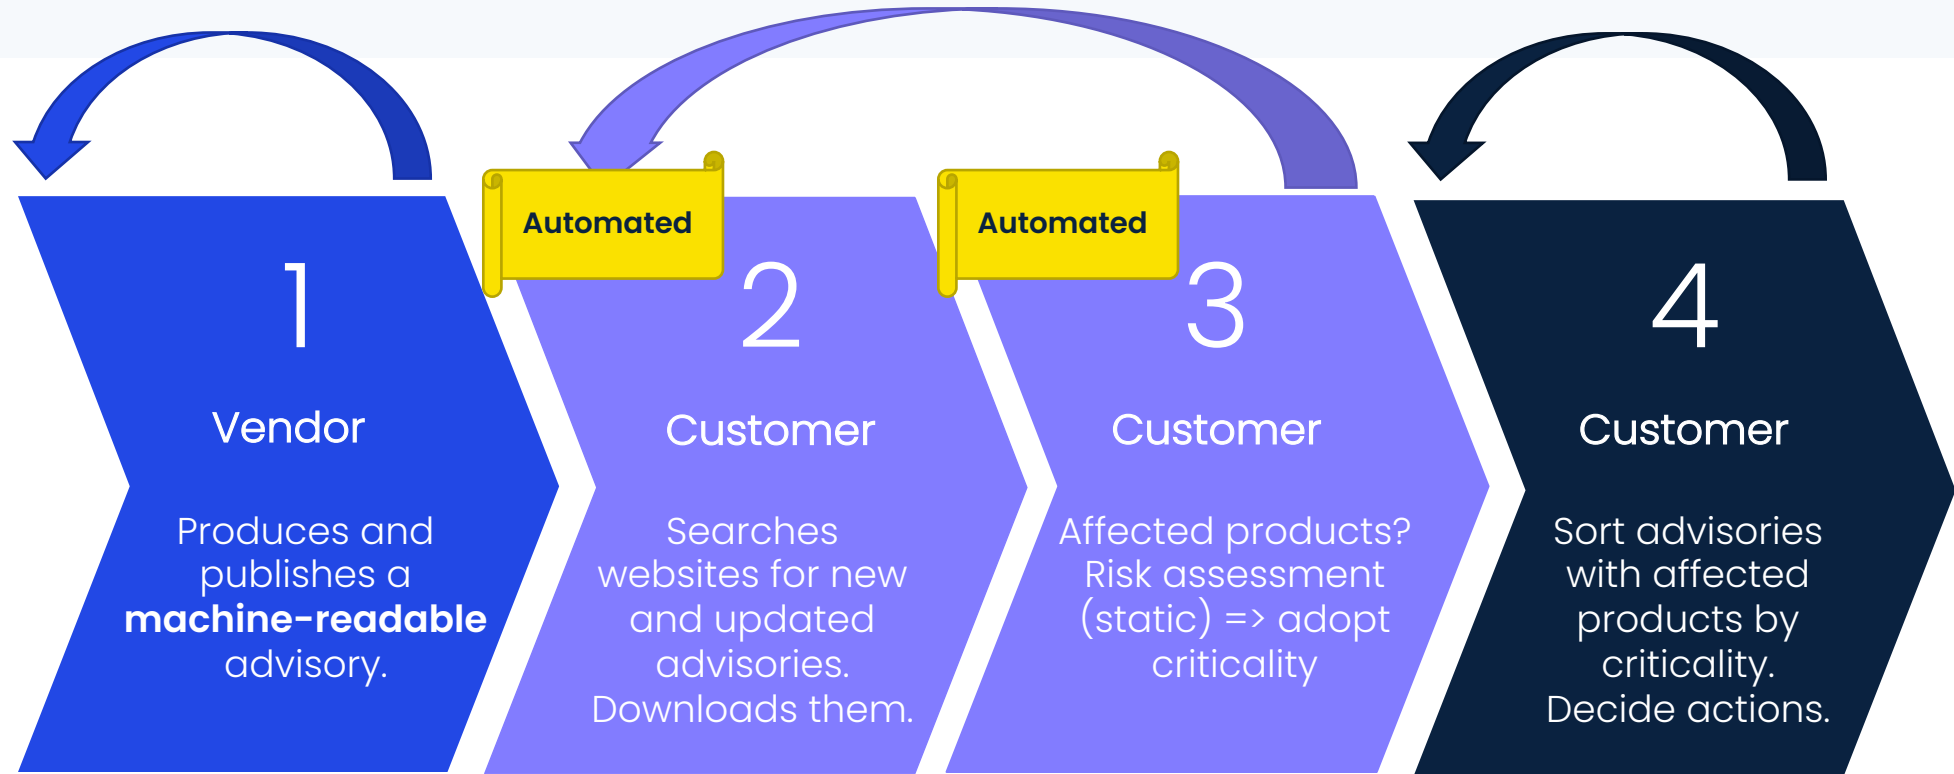 1
Vendor
Produces and
publishes a
machine-readable
advisory.
Automated
2
Customer
Searches
websites for new
and updated
advisories.
Downloads them.
Automated
3
Customer
Affected products?
Risk assessment
(static) => adopt
criticality
4
Customer
Sort advisories
with affected
products by
criticality.
Decide actions.